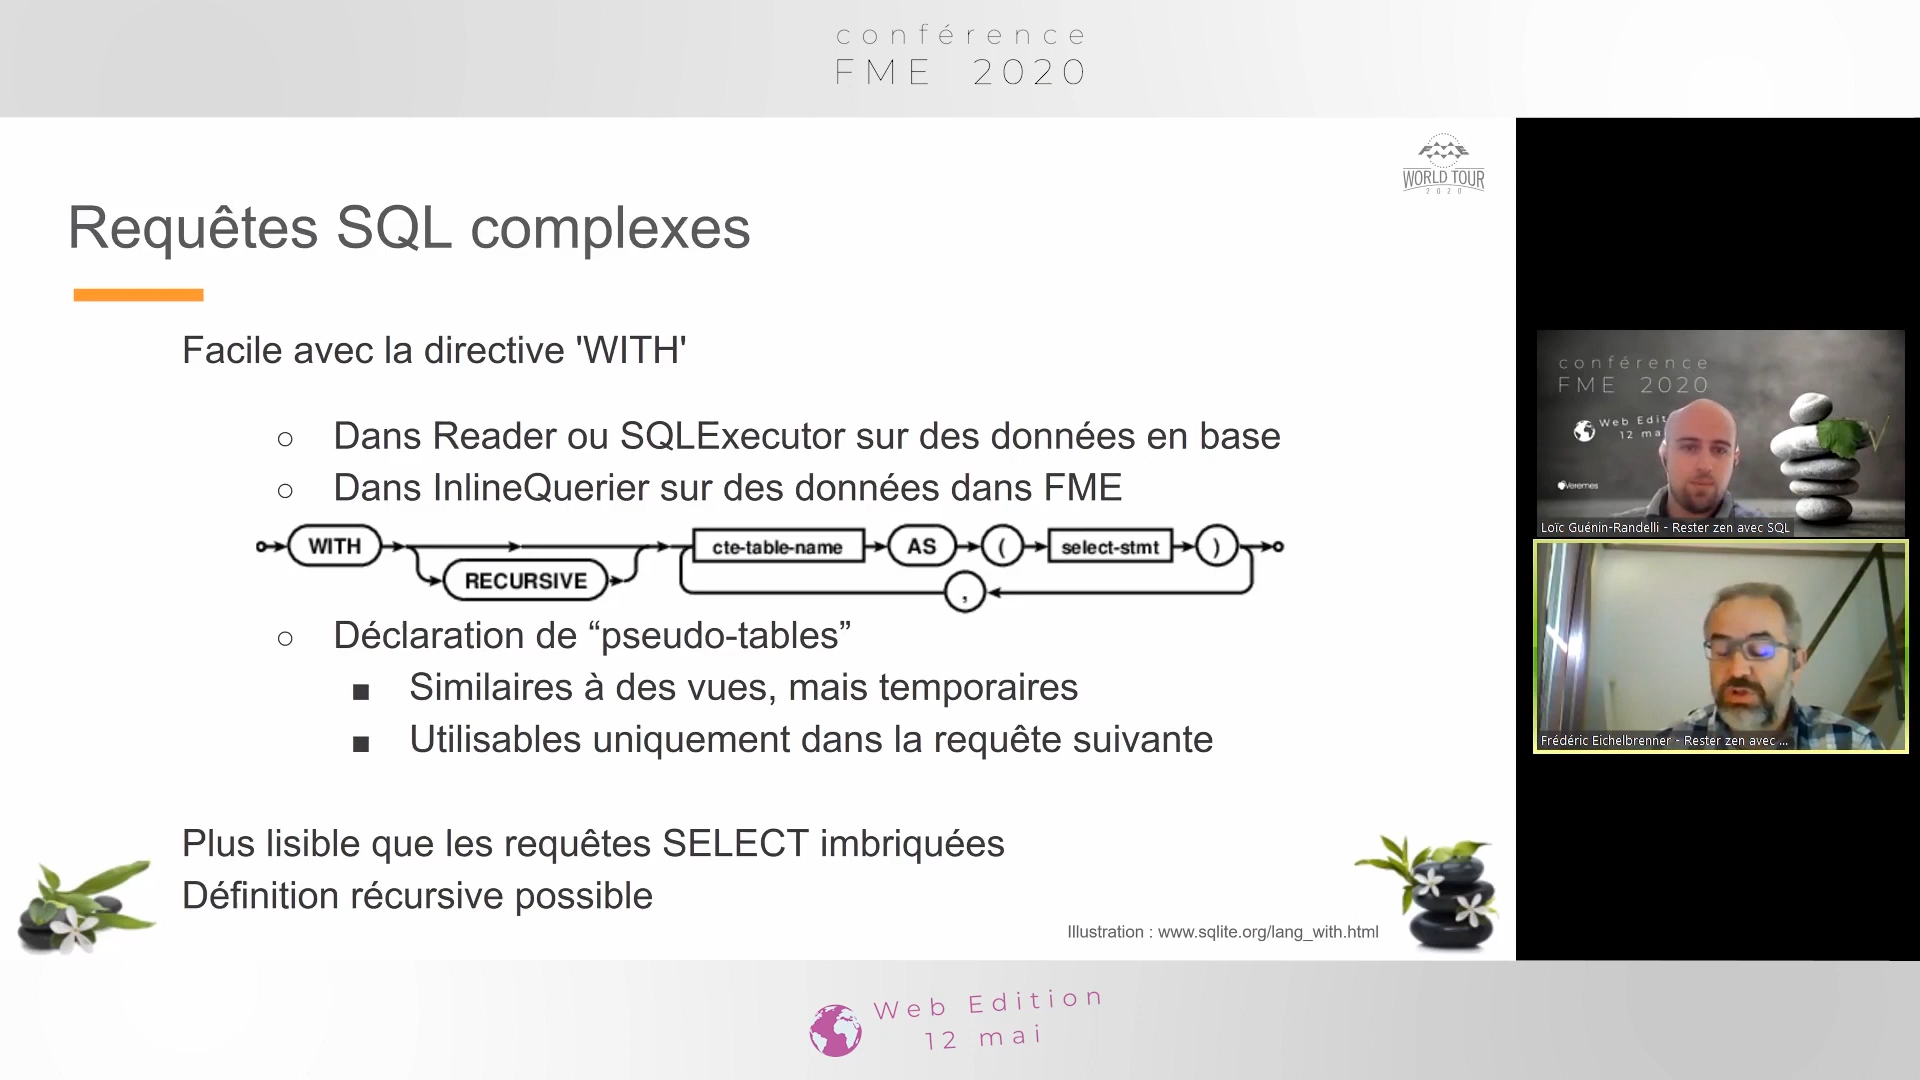 conférence
FME 2020
WORLD TOUR
2020
Requêtes SQL complexes
Facile avec la directive 'WITH'
○ Dans Reader ou SQLExecutor sur des données en base
○ Dans InlineQuerier sur des données dans FME
WITH RECURSIVE cte-table-name AS ( select-stmt ) ,
○ Déclaration de “pseudo-tables”
■ Similaires à des vues, mais temporaires
■ Utilisables uniquement dans la requête suivante
Plus lisible que les requêtes SELECT imbriquées
Définition récursive possible
Illustration : www.sqlite.org/lang_with.html
conférence
FME 2020
Web
12
Veremes
Loïc Guénin-Randelli - Rester zen avec SQL
Frédéric Eichelbrenner - Rester zen avec ...
Web Edition
12 mai